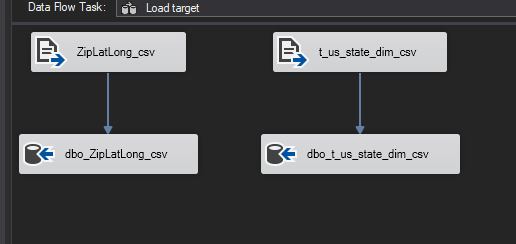 Data Flow Task: Load target
ZipLatLong_csv
t_us_state_dim_csv
dbo_ZipLatLong_csv
dbo_t_us_state_dim_csv